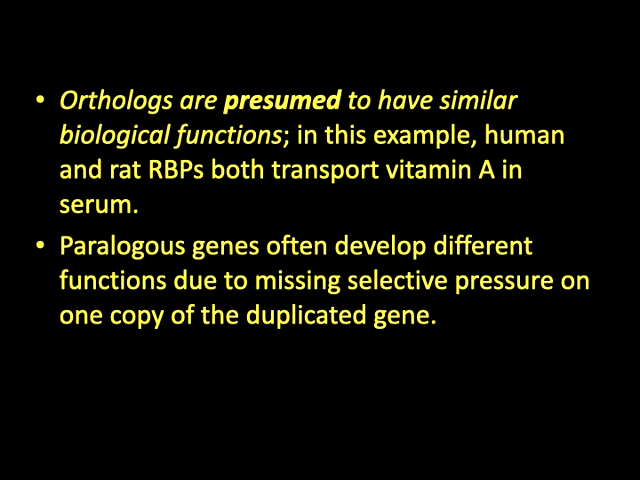 • Orthologs are presumed to have similar
biological functions; in this example, human
and rat RBPs both transport vitamin A in
serum.
• Paralogous genes often develop different
functions due to missing selective pressure on
one copy of the duplicated gene.